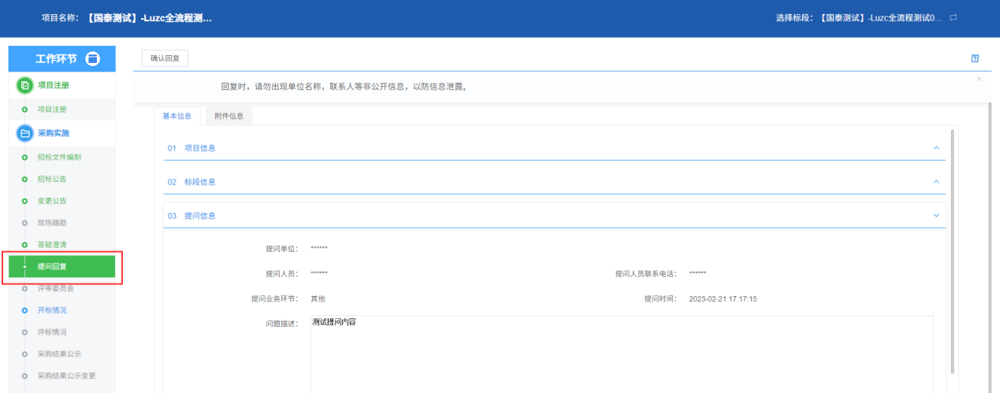 项目名称：【国泰测试】-Luzc全流程测... 选择标段：【国泰测试】-Luzc全流程测试0...
工作环节
项目注册
项目注册
采购实施
招标文件编制
招标公告
变更公告
现场踏勘
答疑澄清
提问回复
评审委员会
开标情况
评标情况
采购结果公示
采购结果公示变更
确认回复
回复时，请勿出现单位名称，联系人等非公开信息，以防信息泄露。
基本信息 附件信息
01 项目信息
02 标段信息
03 提问信息
提问单位： ******
提问人员： ****** 提问人员联系电话： ******
提问业务环节： 其他 提问时间： 2023-02-21 17:17:15
问题描述： 测试提问内容